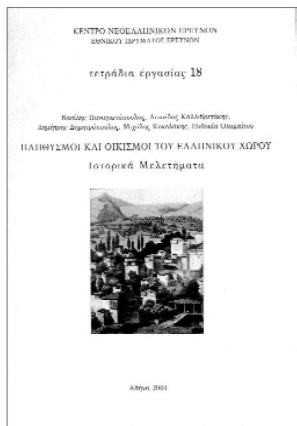 ΚΕΝΤΡΟ ΝΕΟΕΛΛΗΝΙΚΩΝ ΕΡΕΥΝΩΝ
ΕΘΝΙΚΟΥ ΙΔΡΥΜΑΤΟΣ ΕΡΕΥΝΩΝ
τετράδια ἐργασίας 18
Βασίλης Παναγιωτόπουλος, Λεωνίδας Καλλιβρετάκης,
Δημήτρης Δημητρόπουλος, Μιχάλης Κοκολάκης, Ευδοκία Ολυμπίτου
ΠΛΗΘΥΣΜΟΙ ΚΑΙ ΟΙΚΙΣΜΟΙ ΤΟΥ ΕΛΛΗΝΙΚΟΥ ΧΩΡΟΥ
Ιστορικά Μελετήματα
Αθήνα